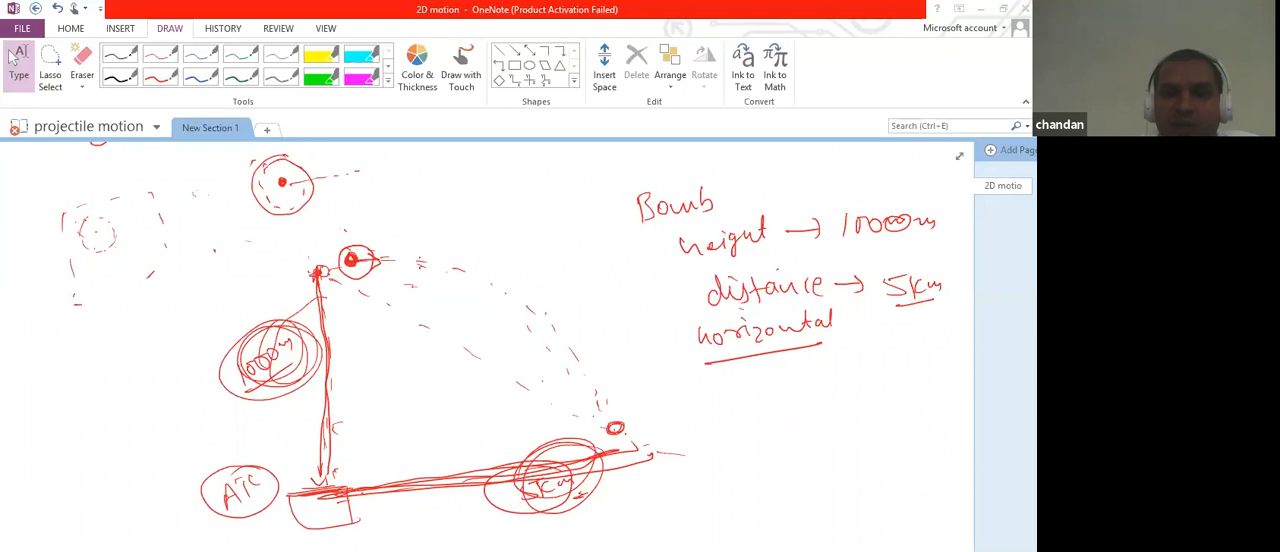 2D motion - OneNote (Product Activation Failed)
FILE HOME INSERT DRAW HISTORY REVIEW VIEW Microsoft account
Type
Lasso Select
Eraser
Color & Thickness
Draw with Touch
Insert Space
Delete
Arrange
Rotate
Ink to Text
Ink to Math
Tools Shapes Edit Convert
projectile motion
New Section 1
Search (Ctrl+E)
chandan
Add Page
2D motio
Bomb
height → 1000m
distance → 5km
horizontal
1000m
ATC
5km